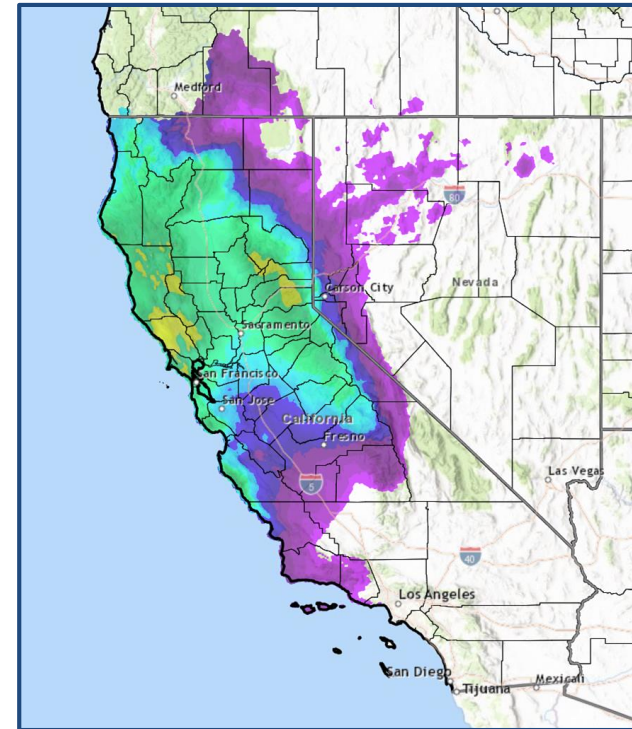 Medford
80
Nevada
Carson City
Sacramento
San Francisco
San Jose
California
Fresno
Las Vegas
5
40
Los Angeles
San Diego
Tijuana
Mexicali